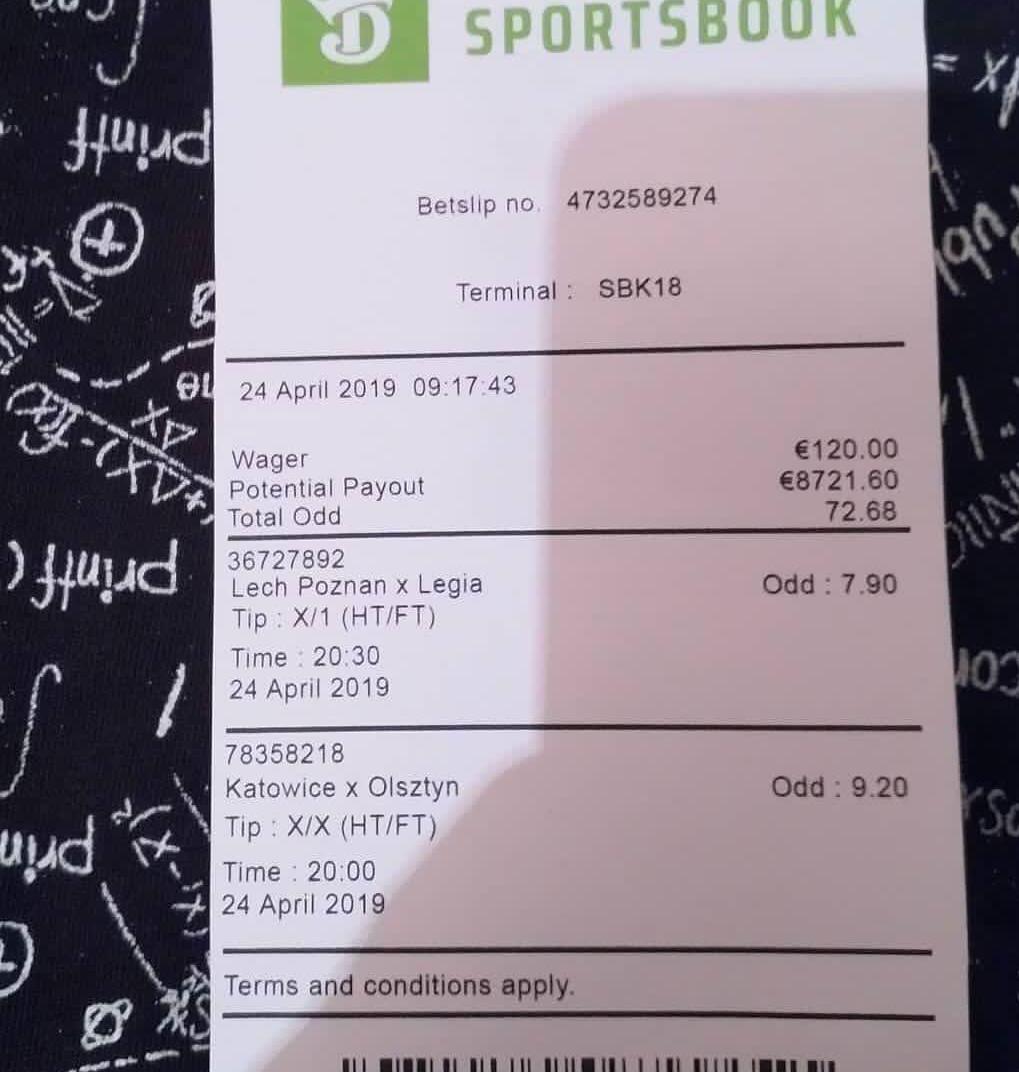 SPORTSBOOK
Betslip no. 4732589274
Terminal : SBK18
24 April 2019 09:17:43
Wager €120.00
Potential Payout €8721.60
Total Odd 72.68
36727892
Lech Poznan x Legia Odd : 7.90
Tip : X/1 (HT/FT)
Time : 20:30
24 April 2019
78358218
Katowice x Olsztyn Odd : 9.20
Tip : X/X (HT/FT)
Time : 20:00
24 April 2019
Terms and conditions apply.
printf
printf(